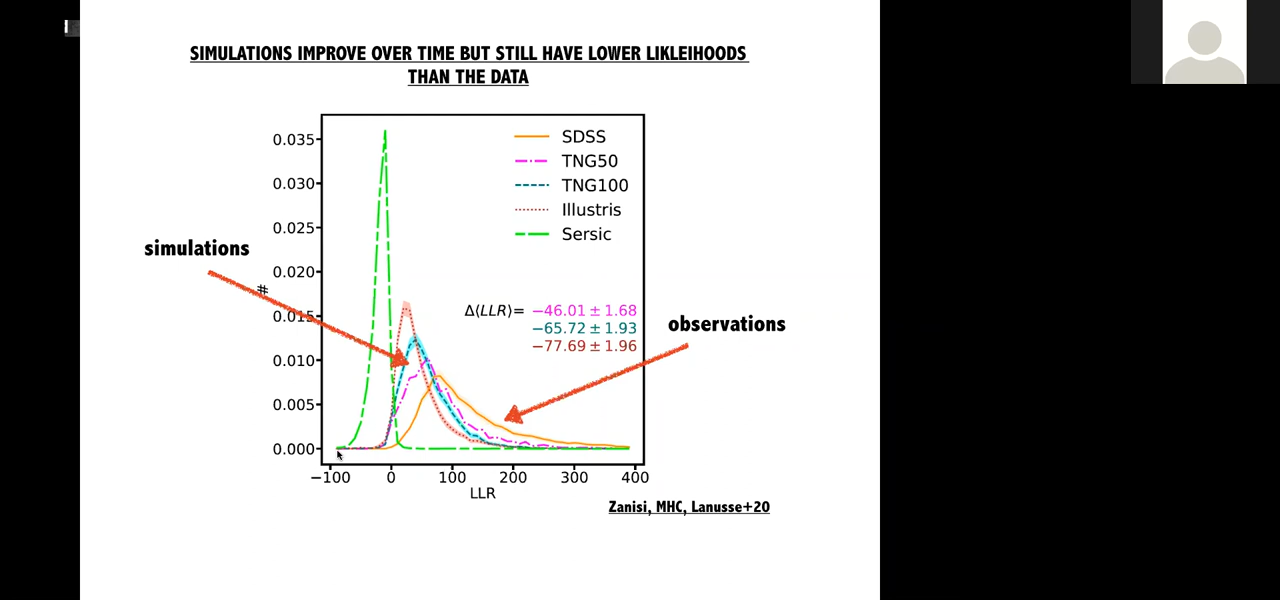 SIMULATIONS IMPROVE OVER TIME BUT STILL HAVE LOWER LIKLEIHOODS
THAN THE DATA
0.035
0.030
0.025
0.020
0.015
0.010
0.005
0.000
#
SDSS
TNG50
TNG100
Illustris
Sersic
simulations
Δ⟨LLR⟩= −46.01 ± 1.68
−65.72 ± 1.93
−77.69 ± 1.96
observations
−100 0 100 200 300 400
LLR
Zanisi, MHC, Lanusse+20